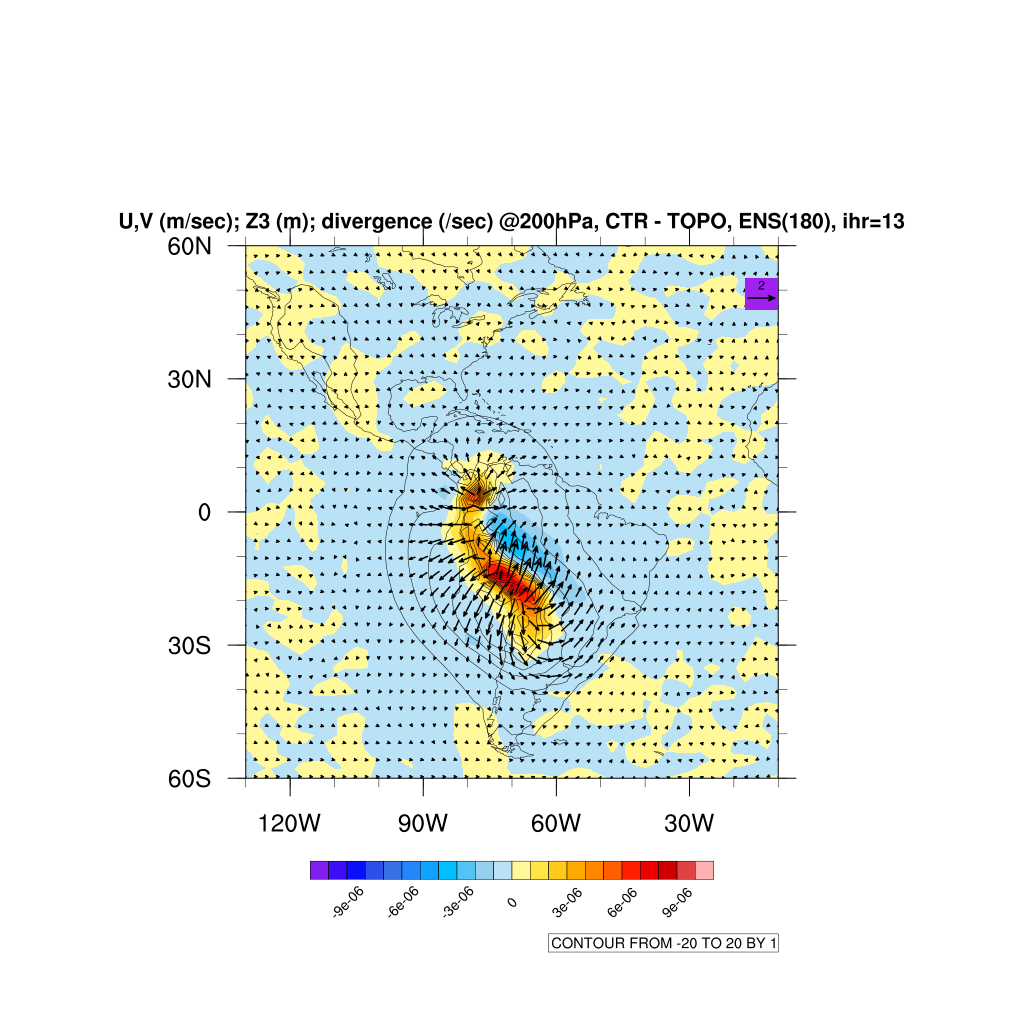 U,V (m/sec); Z3 (m); divergence (/sec) @200hPa, CTR - TOPO, ENS(180), ihr=13
60N
2
30N
0
30S
60S
120W 90W 60W 30W
-9e-06 -6e-06 -3e-06 0 3e-06 6e-06 9e-06
CONTOUR FROM -20 TO 20 BY 1